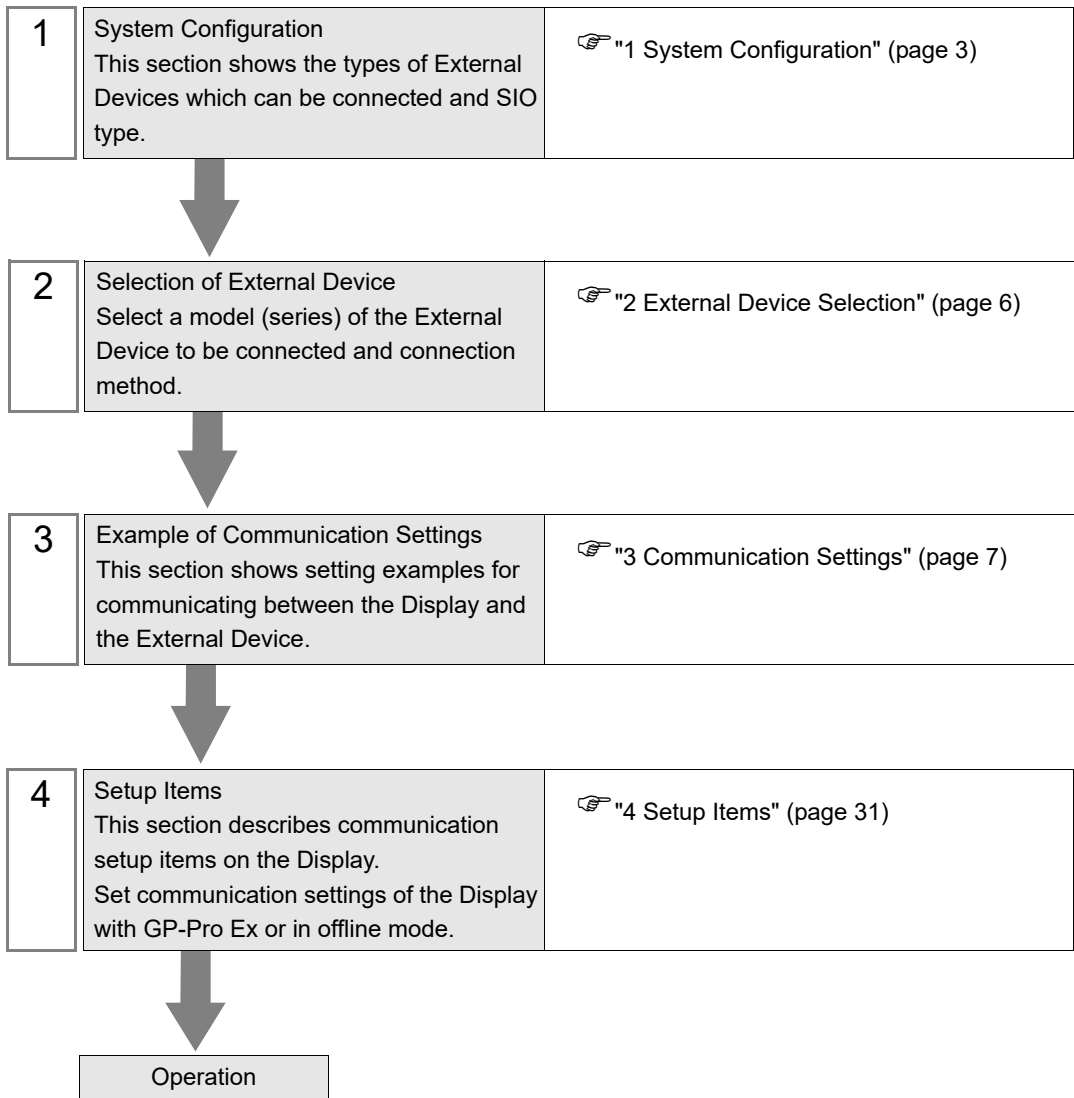 1
System Configuration
This section shows the types of External
Devices which can be connected and SIO
type.
☞ "1 System Configuration" (page 3)
2
Selection of External Device
Select a model (series) of the External
Device to be connected and connection
method.
☞ "2 External Device Selection" (page 6)
3
Example of Communication Settings
This section shows setting examples for
communicating between the Display and
the External Device.
☞ "3 Communication Settings" (page 7)
4
Setup Items
This section describes communication
setup items on the Display.
Set communication settings of the Display
with GP-Pro Ex or in offline mode.
☞ "4 Setup Items" (page 31)
Operation